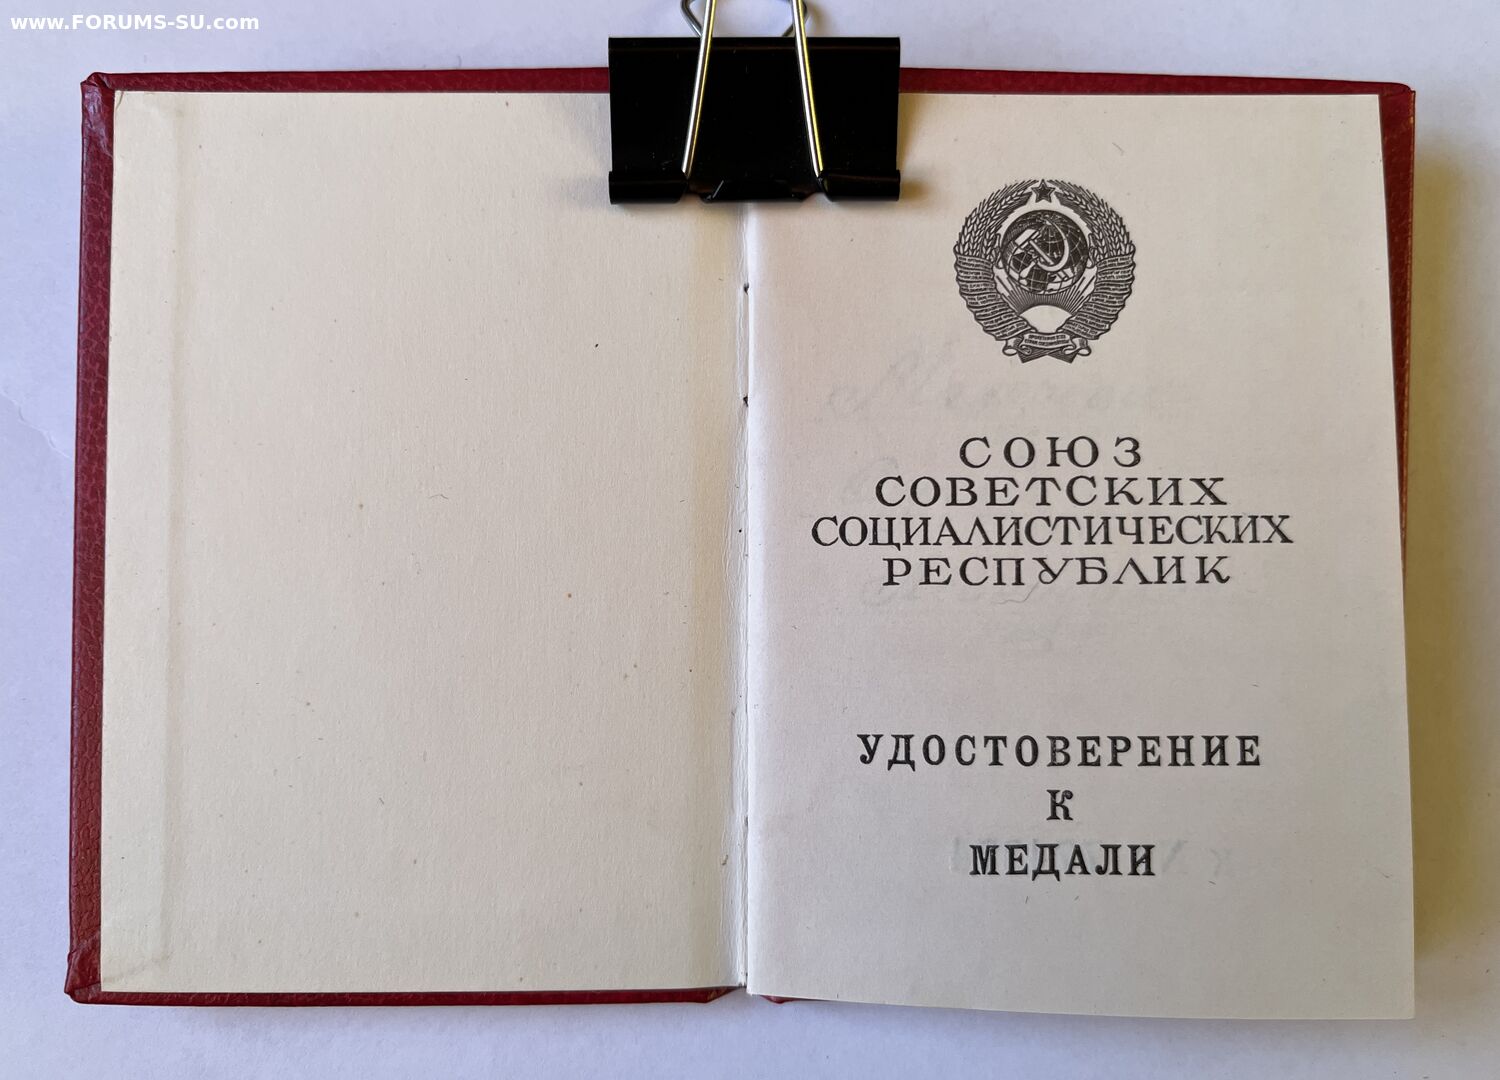 www.FORUMS-SU.com
СОЮЗ
СОВЕТСКИХ
СОЦИАЛИСТИЧЕСКИХ
РЕСПУБЛИК
УДОСТОВЕРЕНИЕ
К
МЕДАЛИ